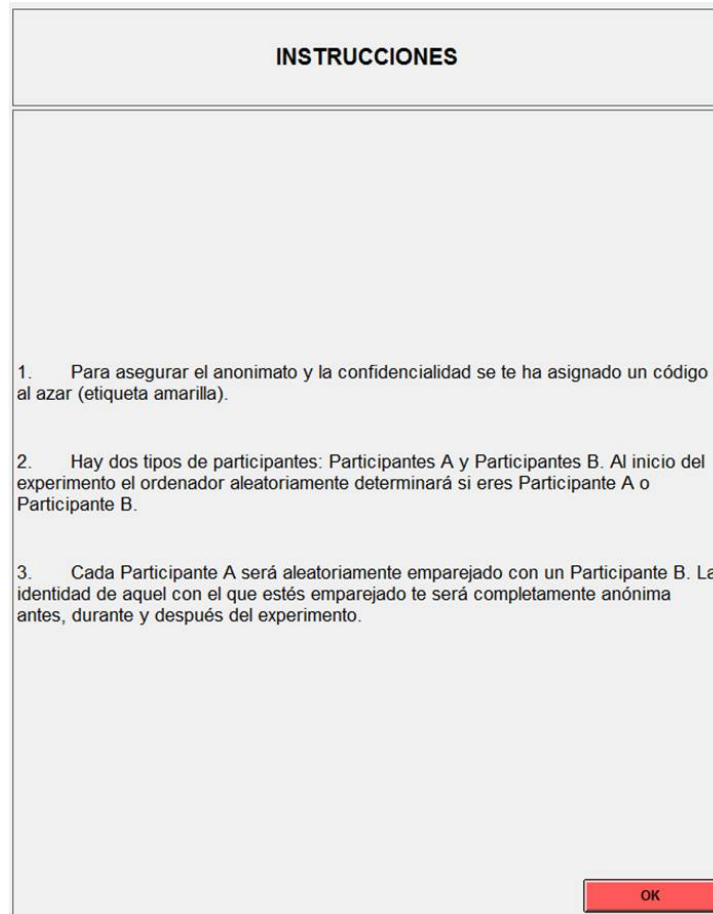 INSTRUCCIONES
1. Para asegurar el anonimato y la confidencialidad se te ha asignado un código
al azar (etiqueta amarilla).
2. Hay dos tipos de participantes: Participantes A y Participantes B. Al inicio del
experimento el ordenador aleatoriamente determinará si eres Participante A o
Participante B.
3. Cada Participante A será aleatoriamente emparejado con un Participante B. La
identidad de aquel con el que estés emparejado te será completamente anónima
antes, durante y después del experimento.
OK